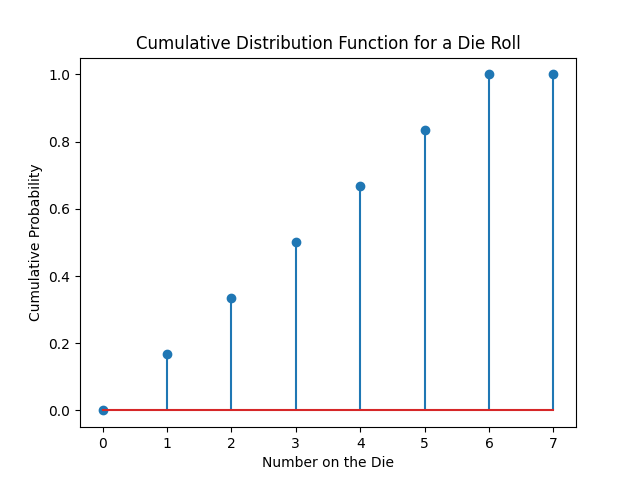 Cumulative Distribution Function for a Die Roll
1.0
0.8
0.6
0.4
0.2
0.0
Cumulative Probability
0 1 2 3 4 5 6 7
Number on the Die